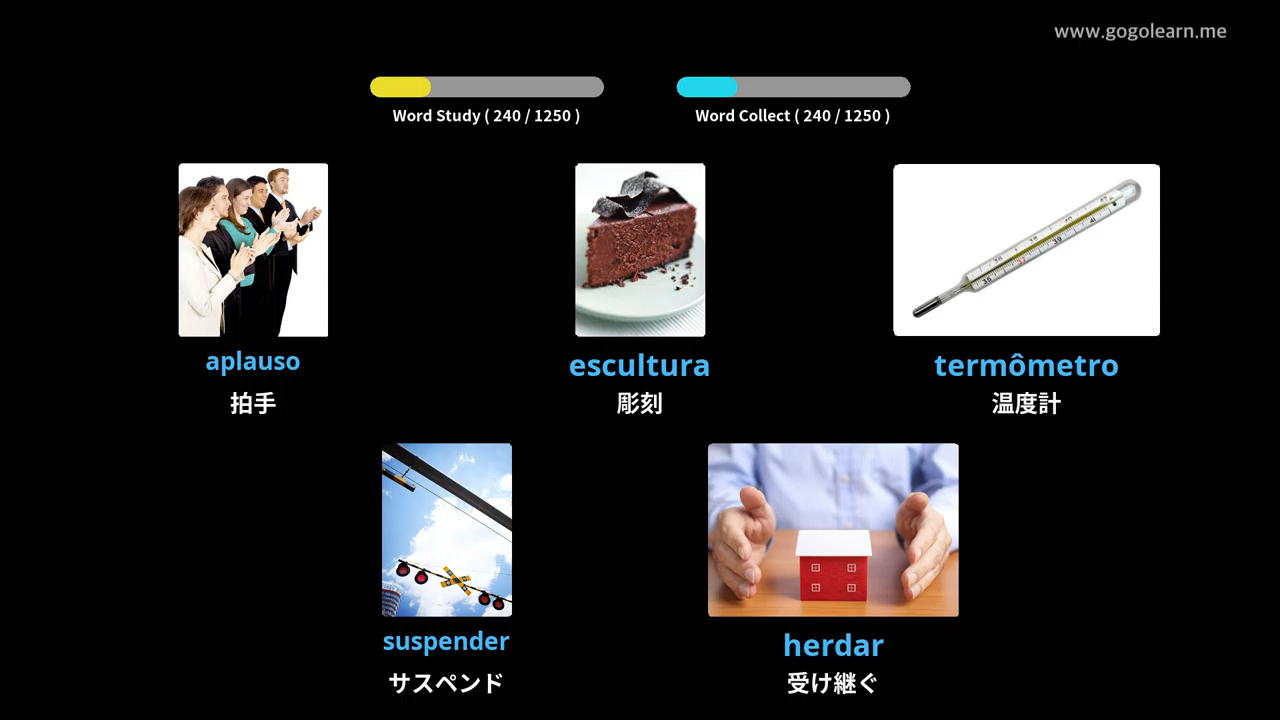 www.gogolearn.me
Word Study ( 240 / 1250 )
Word Collect ( 240 / 1250 )
aplauso
拍手
escultura
彫刻
termômetro
温度計
suspender
サスペンド
herdar
受け継ぐ